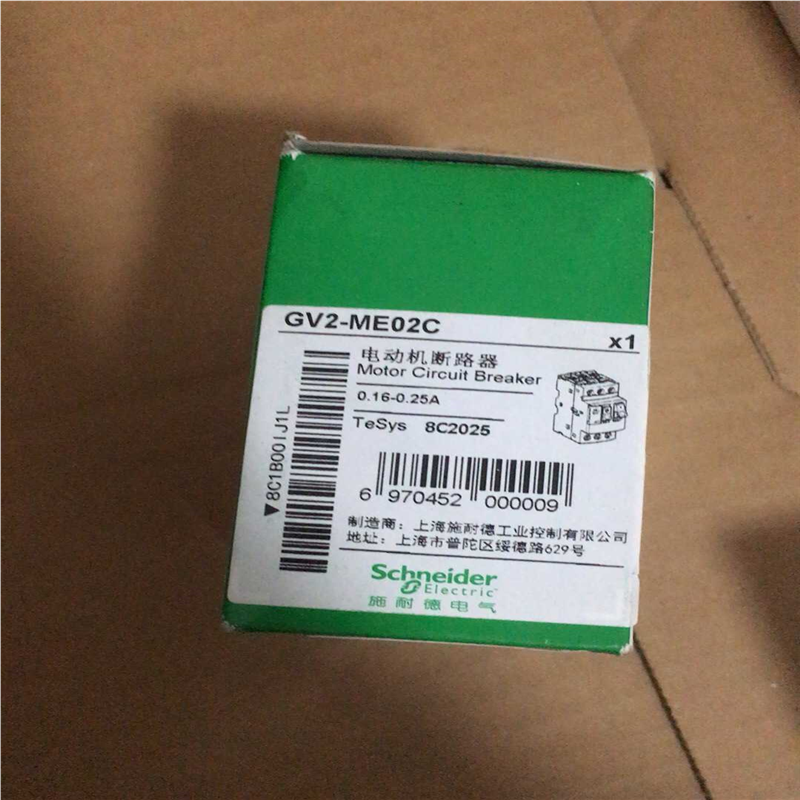 GV2-ME02C
x1
电动机断路器
Motor Circuit Breaker
0.16-0.25A
TeSys 8C2025
▼8C1B00IJ1L
6 970452 000009
制造商：上海施耐德工业控制有限公司
地址：上海市普陀区绥德路629号
Schneider
Electric
施耐德电气